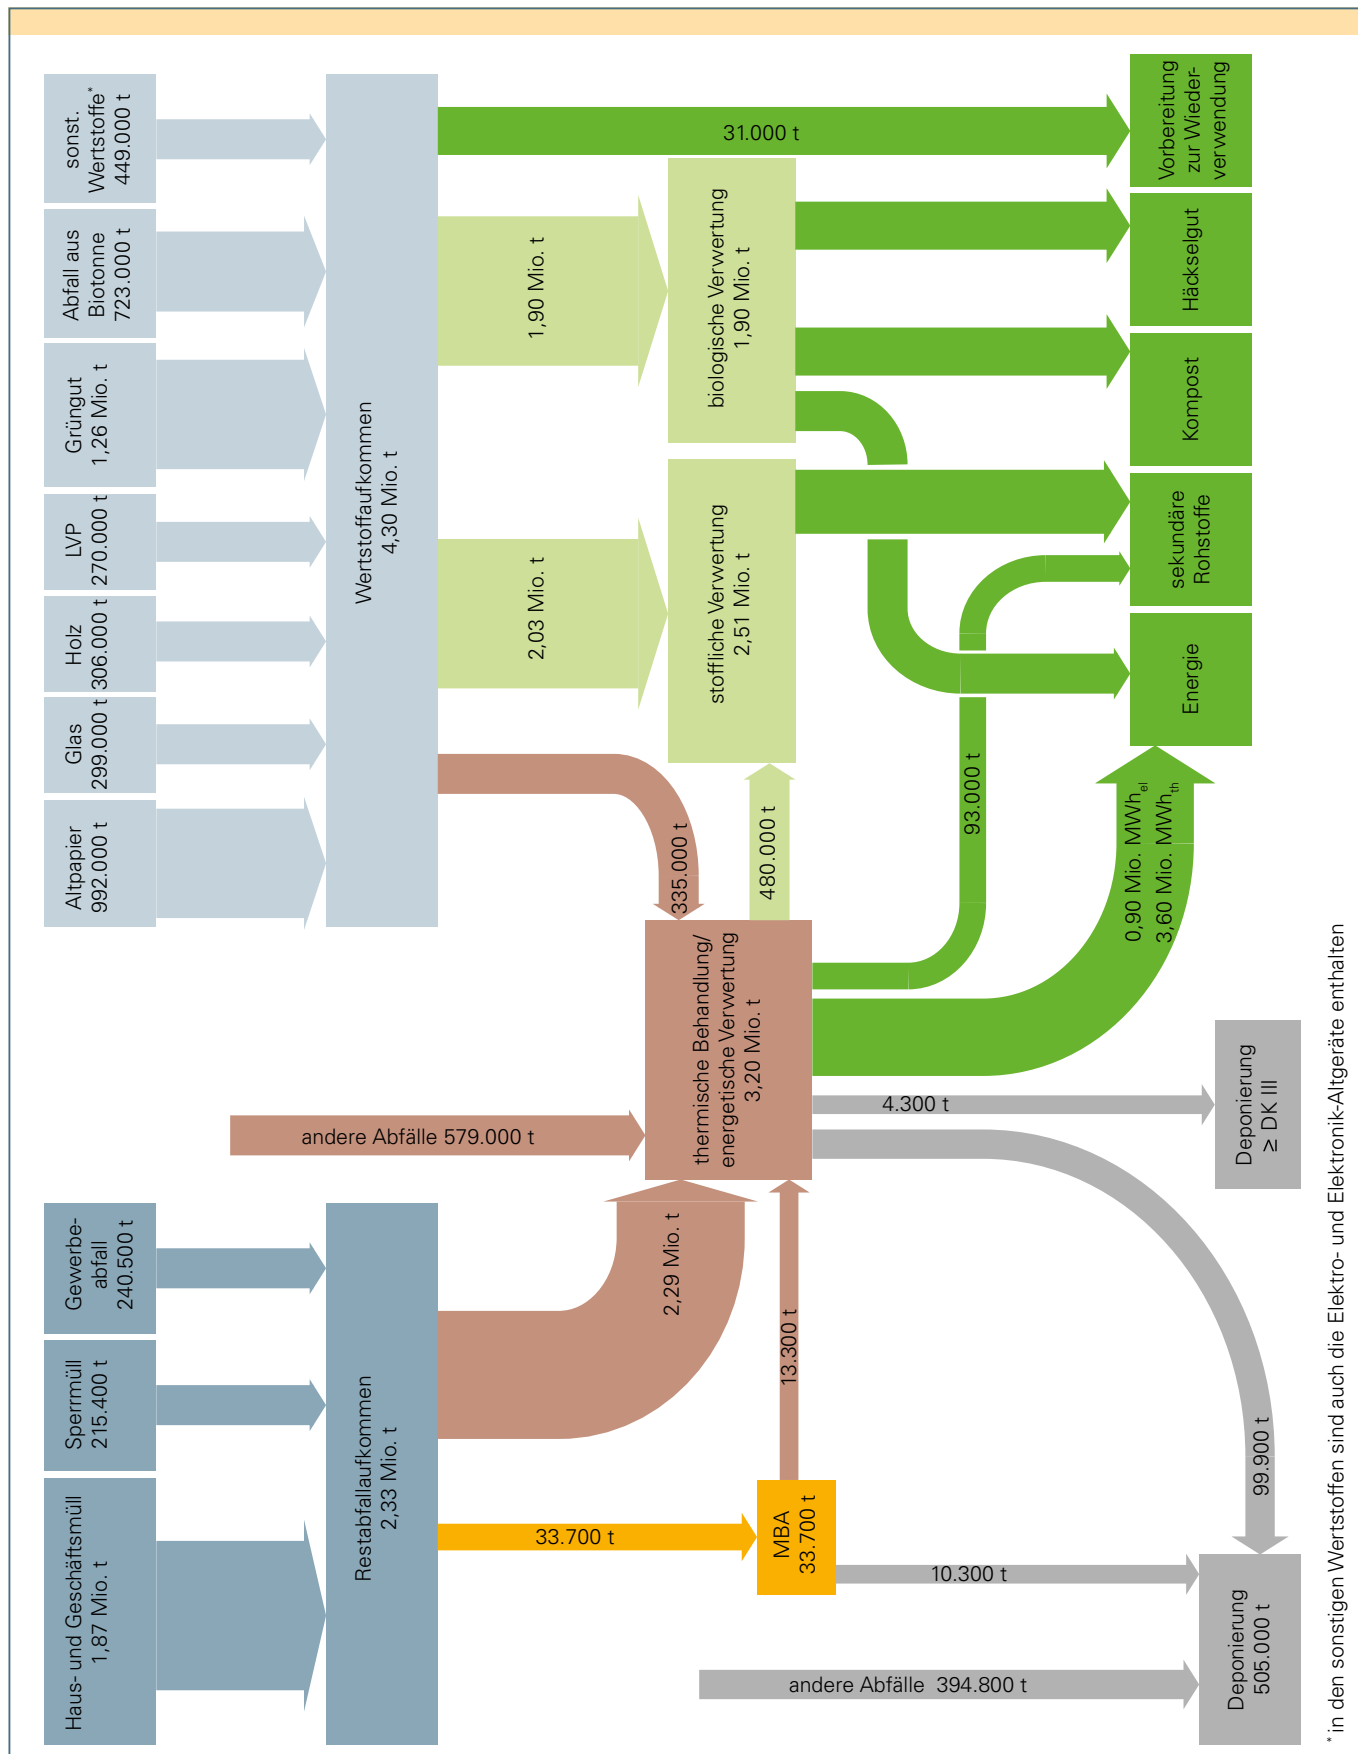 Haus- und Geschäftsmüll
1,87 Mio. t
Sperrmüll
215.400 t
Gewerbe-
abfall
240.500 t
Altpapier
992.000 t
Glas
299.000 t
Holz
306.000 t
LVP
270.000 t
Grüngut
1,26 Mio. t
Abfall aus
Biotonne
723.000 t
sonst.
Wertstoffe*
449.000 t
Restabfallaufkommen
2,33 Mio. t
Wertstoffaufkommen
4,30 Mio. t
andere Abfälle 579.000 t
33.700 t
2,29 Mio. t
335.000 t
2,03 Mio. t
1,90 Mio. t
31.000 t
MBA
33.700 t
13.300 t
thermische Behandlung/
energetische Verwertung
3,20 Mio. t
480.000 t
stoffliche Verwertung
2,51 Mio. t
biologische Verwertung
1,90 Mio. t
andere Abfälle 394.800 t
10.300 t
99.900 t
4.300 t
93.000 t
0,90 Mio. MWhel
3,60 Mio. MWhth
Deponierung
505.000 t
Deponierung
≥ DK III
Energie
sekundäre
Rohstoffe
Kompost
Häckselgut
Vorbereitung
zur Wieder-
verwendung
* in den sonstigen Wertstoffen sind auch die Elektro- und Elektronik-Altgeräte enthalten